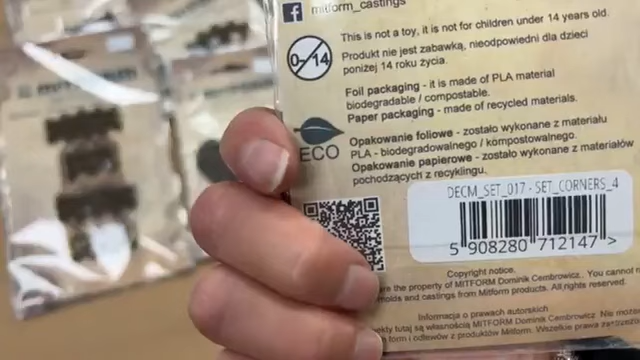 mitform_castings
This is not a toy, it is not for children under 14 years old.
0-14
Produkt nie jest zabawką, nieodpowiedni dla dzieci
poniżej 14 roku życia.
Foil packaging - it is made of PLA material
biodegradable / compostable.
Paper packaging - made of recycled materials.
ECO
Opakowanie foliowe - zostało wykonane z materiału
PLA - biodegradowalnego / kompostowalnego.
Opakowanie papierowe - zostało wykonane z materiałów
pochodzących z recyklingu.
DECM_SET_017 - SET_CORNERS_4
5 908280 712147 >
Copyright notice.
are the property of MITFORM Dominik Cembrowicz. You cannot
molds and castings from Mitform products. All rights reserved.
Informacja o prawach autorskich
tutaj są własnością MITFORM Dominik Cembrowicz. Nie
form i odlewów z produktów Mitform. Wszelkie prawa